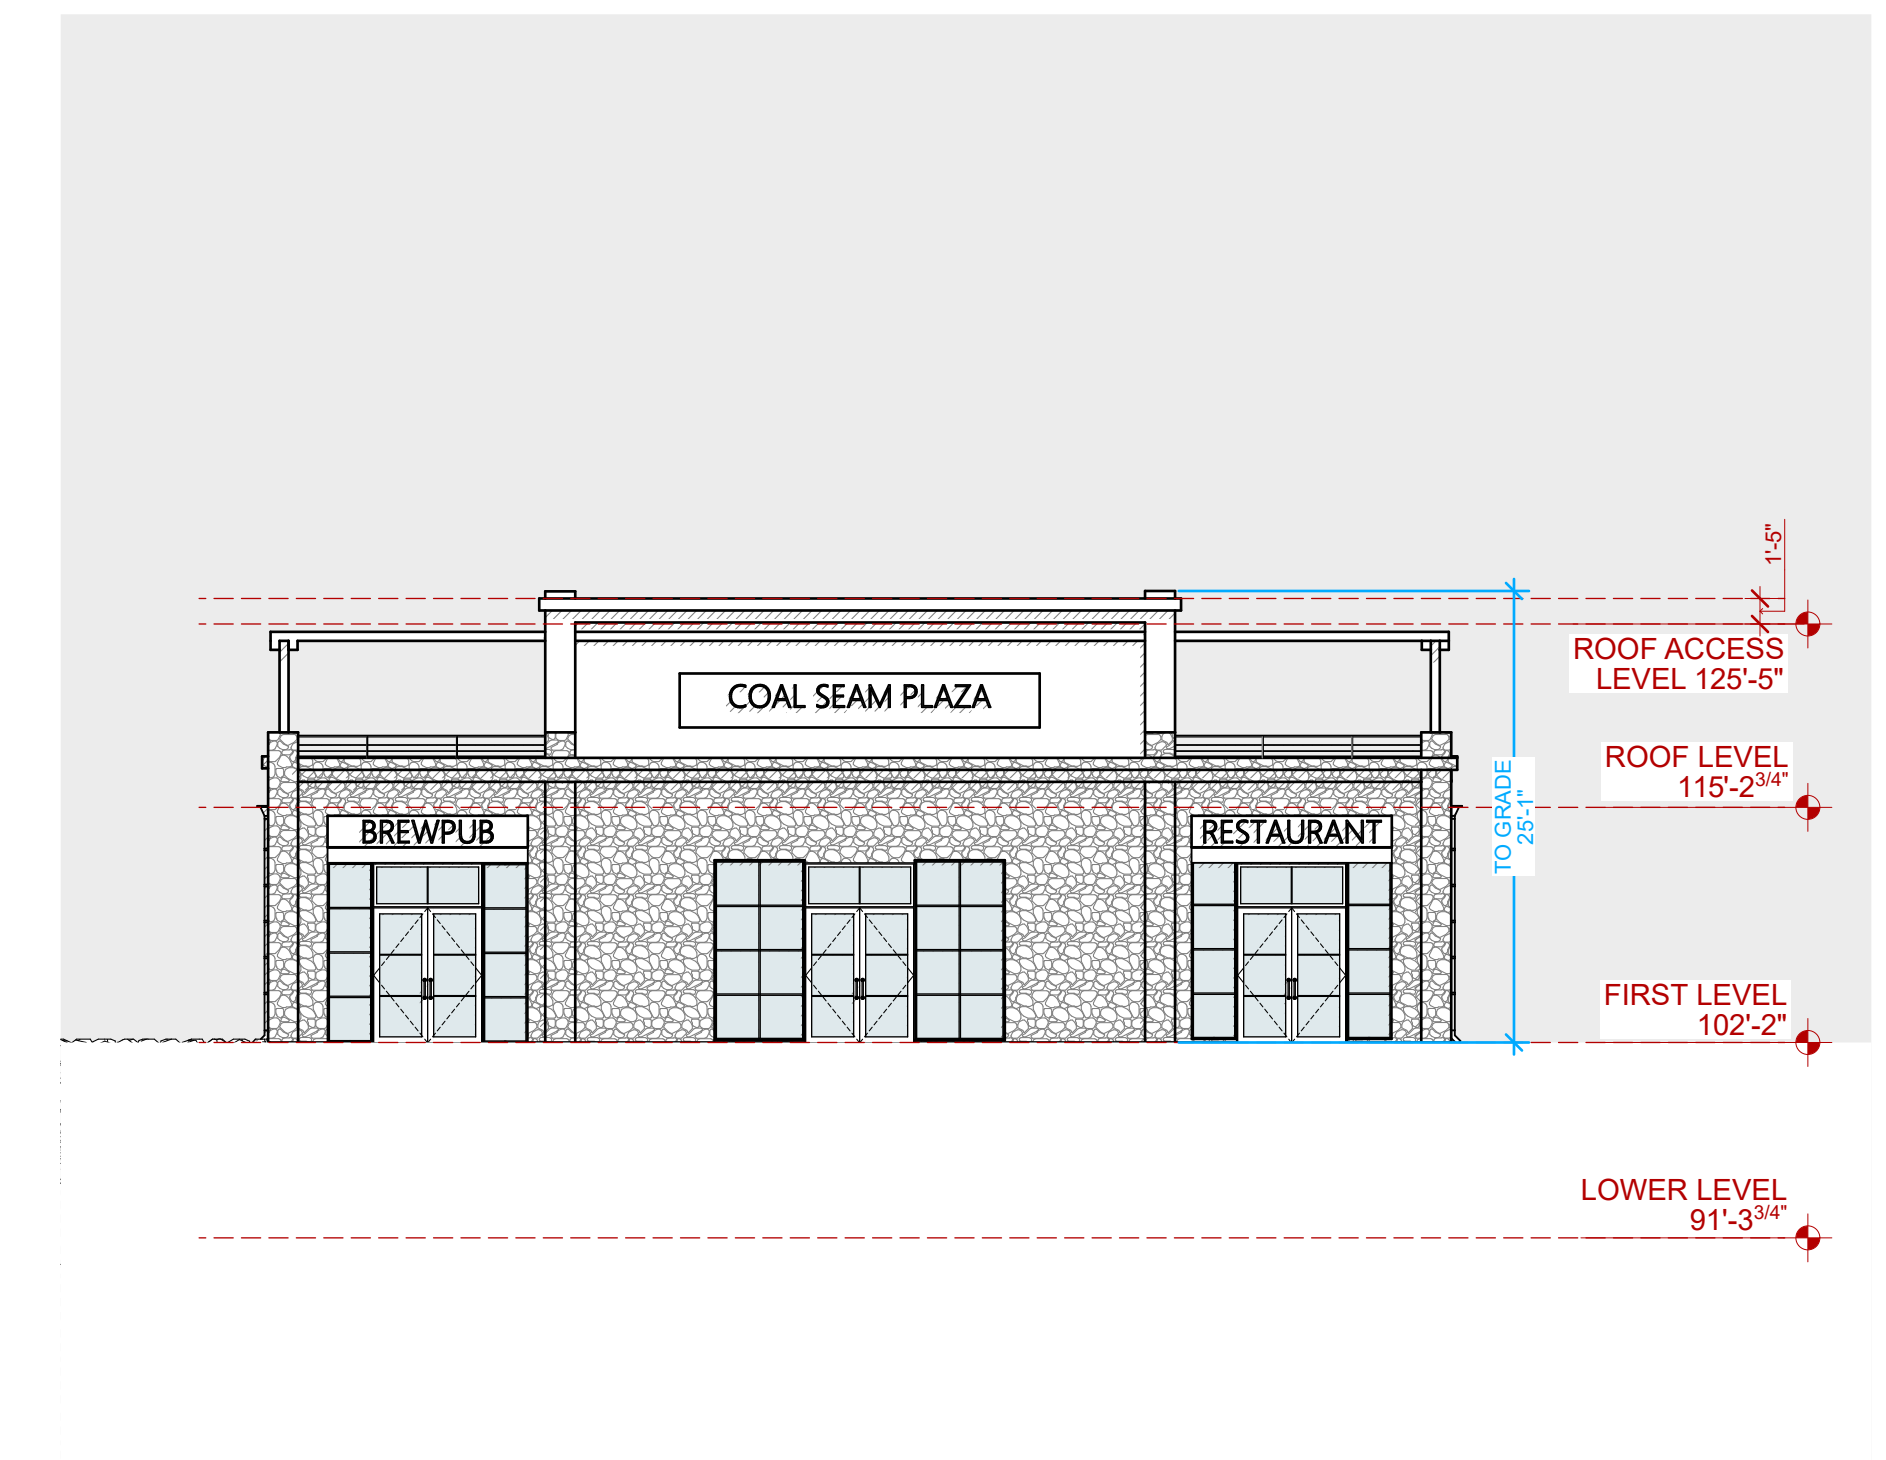 1'-5"
ROOF ACCESS
LEVEL 125'-5"
COAL SEAM PLAZA
ROOF LEVEL
115'-2 3/4"
TO GRADE
25'-1"
BREWPUB
RESTAURANT
FIRST LEVEL
102'-2"
LOWER LEVEL
91'-3 3/4"